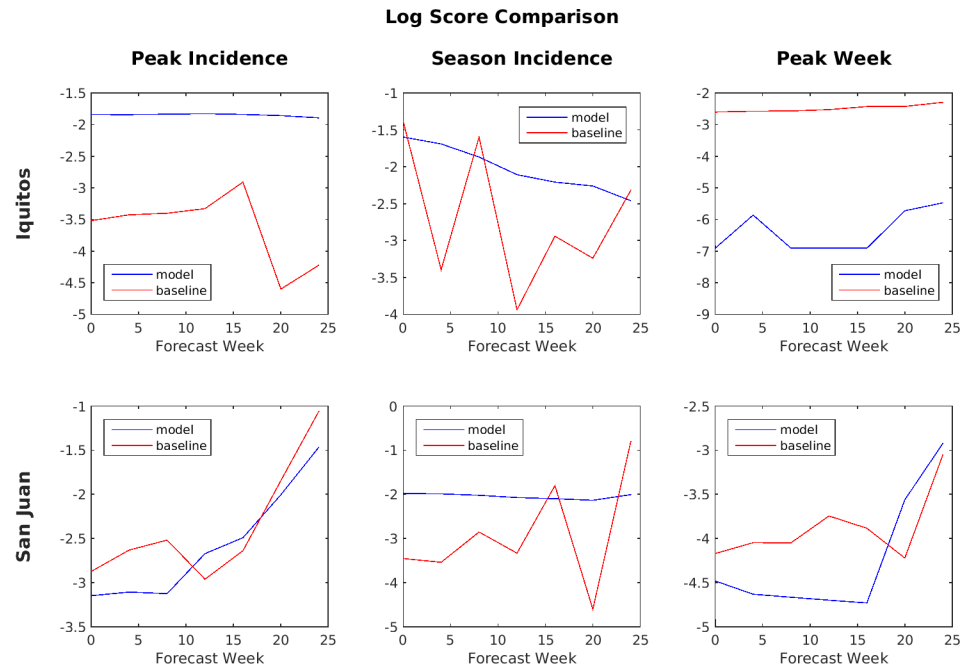 Log Score Comparison
Peak Incidence
Season Incidence
Peak Week
Iquitos
-1.5
-2
-2.5
-3
-3.5
-4
-4.5
-5
model
baseline
0 5 10 15 20 25
Forecast Week
-1
-1.5
-2
-2.5
-3
-3.5
-4
model
baseline
0 5 10 15 20 25
Forecast Week
-2
-3
-4
-5
-6
-7
-8
-9
model
baseline
0 5 10 15 20 25
Forecast Week
San Juan
-1
-1.5
-2
-2.5
-3
-3.5
model
baseline
0 5 10 15 20 25
Forecast Week
0
-1
-2
-3
-4
-5
model
baseline
0 5 10 15 20 25
Forecast Week
-2.5
-3
-3.5
-4
-4.5
-5
model
baseline
0 5 10 15 20 25
Forecast Week